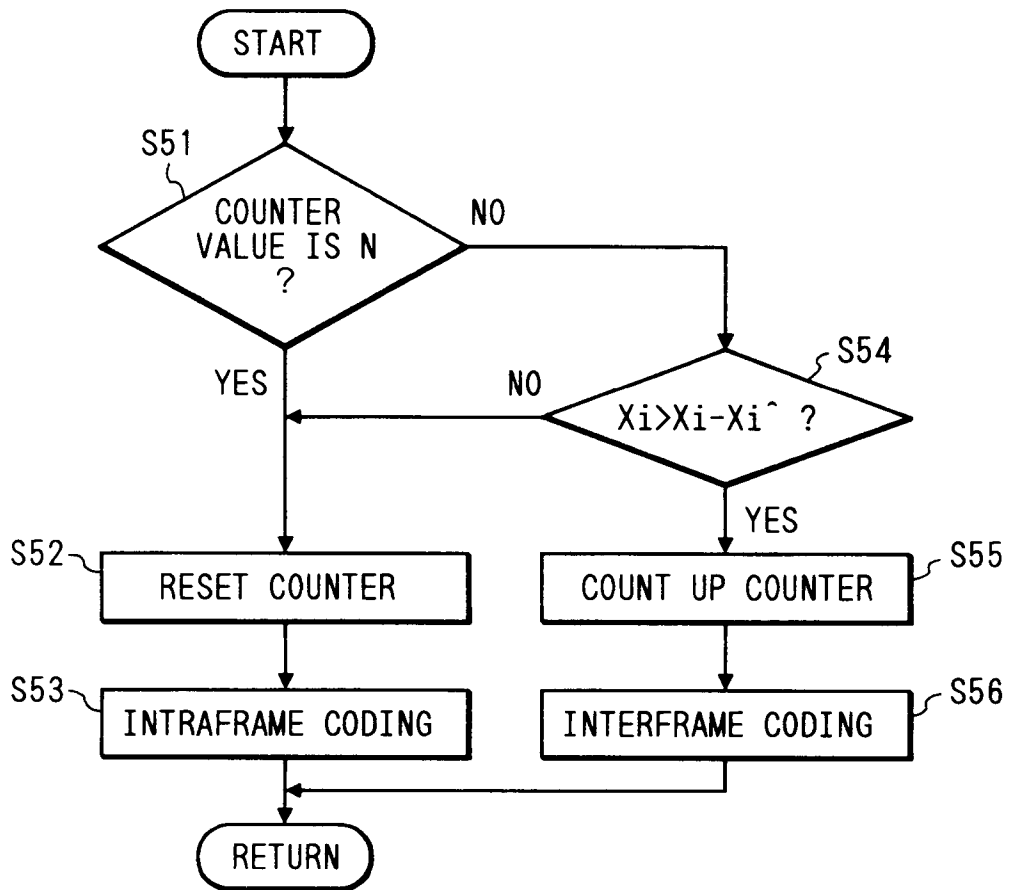 START
S51
COUNTER
VALUE IS N
?
NO
YES
S54
NO
Xi>Xi-Xi^ ?
YES
S52
RESET COUNTER
S55
COUNT UP COUNTER
S53
INTRAFRAME CODING
S56
INTERFRAME CODING
RETURN